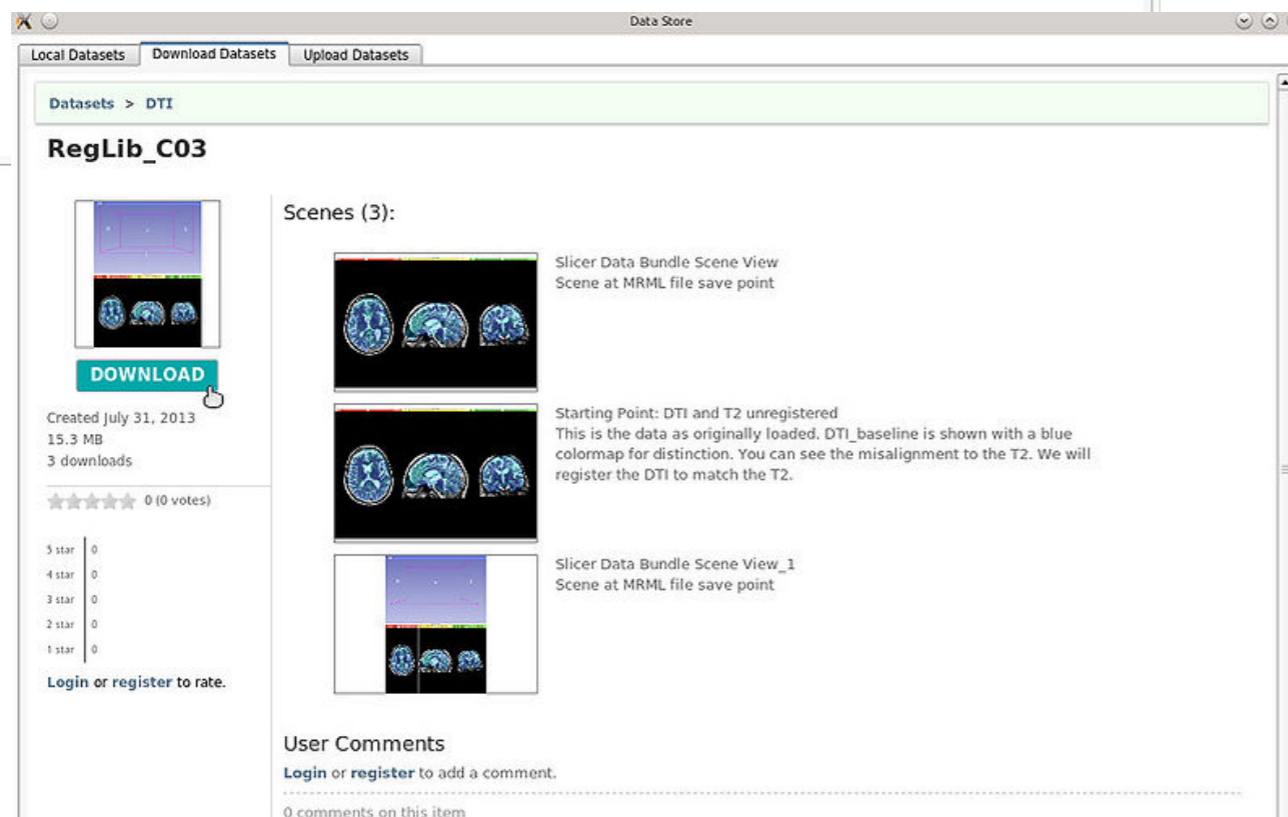 Data Store
Local Datasets
Download Datasets
Upload Datasets
Datasets > DTI
RegLib_C03
DOWNLOAD
Created July 31, 2013
15.3 MB
3 downloads
0 (0 votes)
5 star 0
4 star 0
3 star 0
2 star 0
1 star 0
Login or register to rate.
Scenes (3):
Slicer Data Bundle Scene View
Scene at MRML file save point
Starting Point: DTI and T2 unregistered
This is the data as originally loaded. DTI_baseline is shown with a blue
colormap for distinction. You can see the misalignment to the T2. We will
register the DTI to match the T2.
Slicer Data Bundle Scene View_1
Scene at MRML file save point
User Comments
Login or register to add a comment.
0 comments on this item